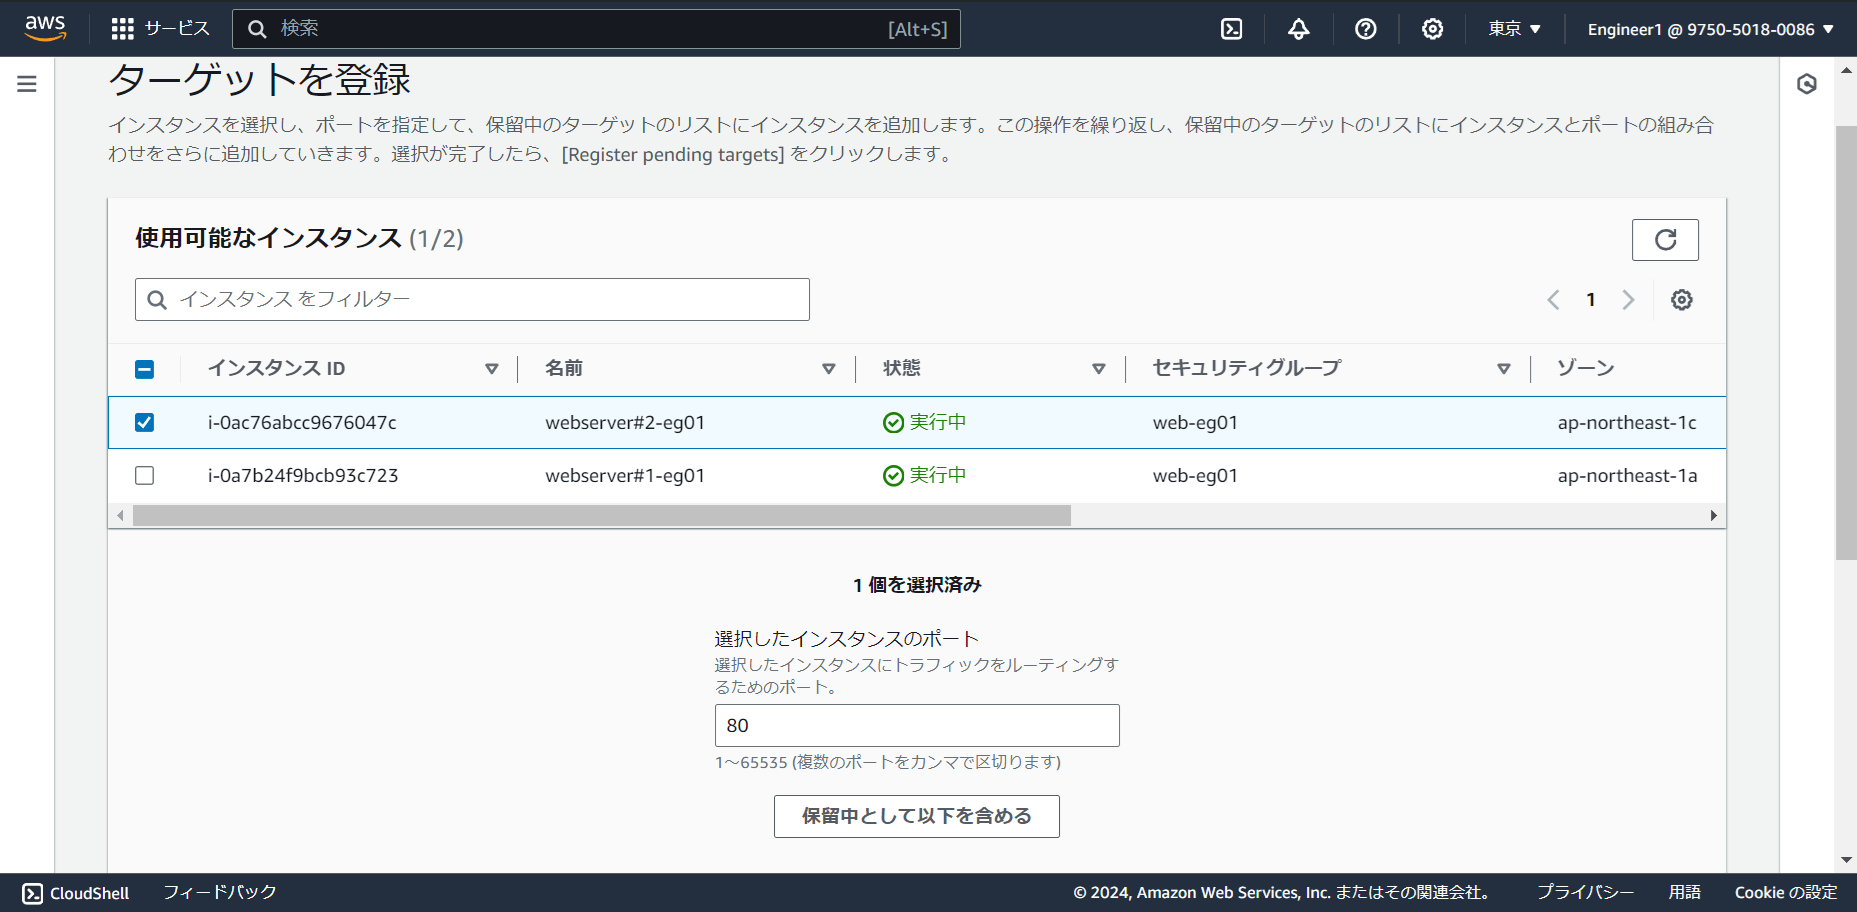 aws サービス 検索 [Alt+S] 東京 ▼ Engineer1 @ 9750-5018-0086 ▼
ターゲットを登録
インスタンスを選択し、ポートを指定して、保留中のターゲットのリストにインスタンスを追加します。この操作を繰り返し、保留中のターゲットのリストにインスタンスとポートの組み合
わせをさらに追加していきます。選択が完了したら、[Register pending targets] をクリックします。
使用可能なインスタンス (1/2)
インスタンス をフィルター
1
インスタンス ID 名前 状態 セキュリティグループ ゾーン
i-0ac76abcc9676047c webserver#2-eg01 実行中 web-eg01 ap-northeast-1c
i-0a7b24f9bcb93c723 webserver#1-eg01 実行中 web-eg01 ap-northeast-1a
1 個を選択済み
選択したインスタンスのポート
選択したインスタンスにトラフィックをルーティングす
るためのポート。
80
1～65535 (複数のポートをカンマで区切ります)
保留中として以下を含める
CloudShell フィードバック © 2024, Amazon Web Services, Inc. またはその関連会社。 プライバシー 用語 Cookie の設定